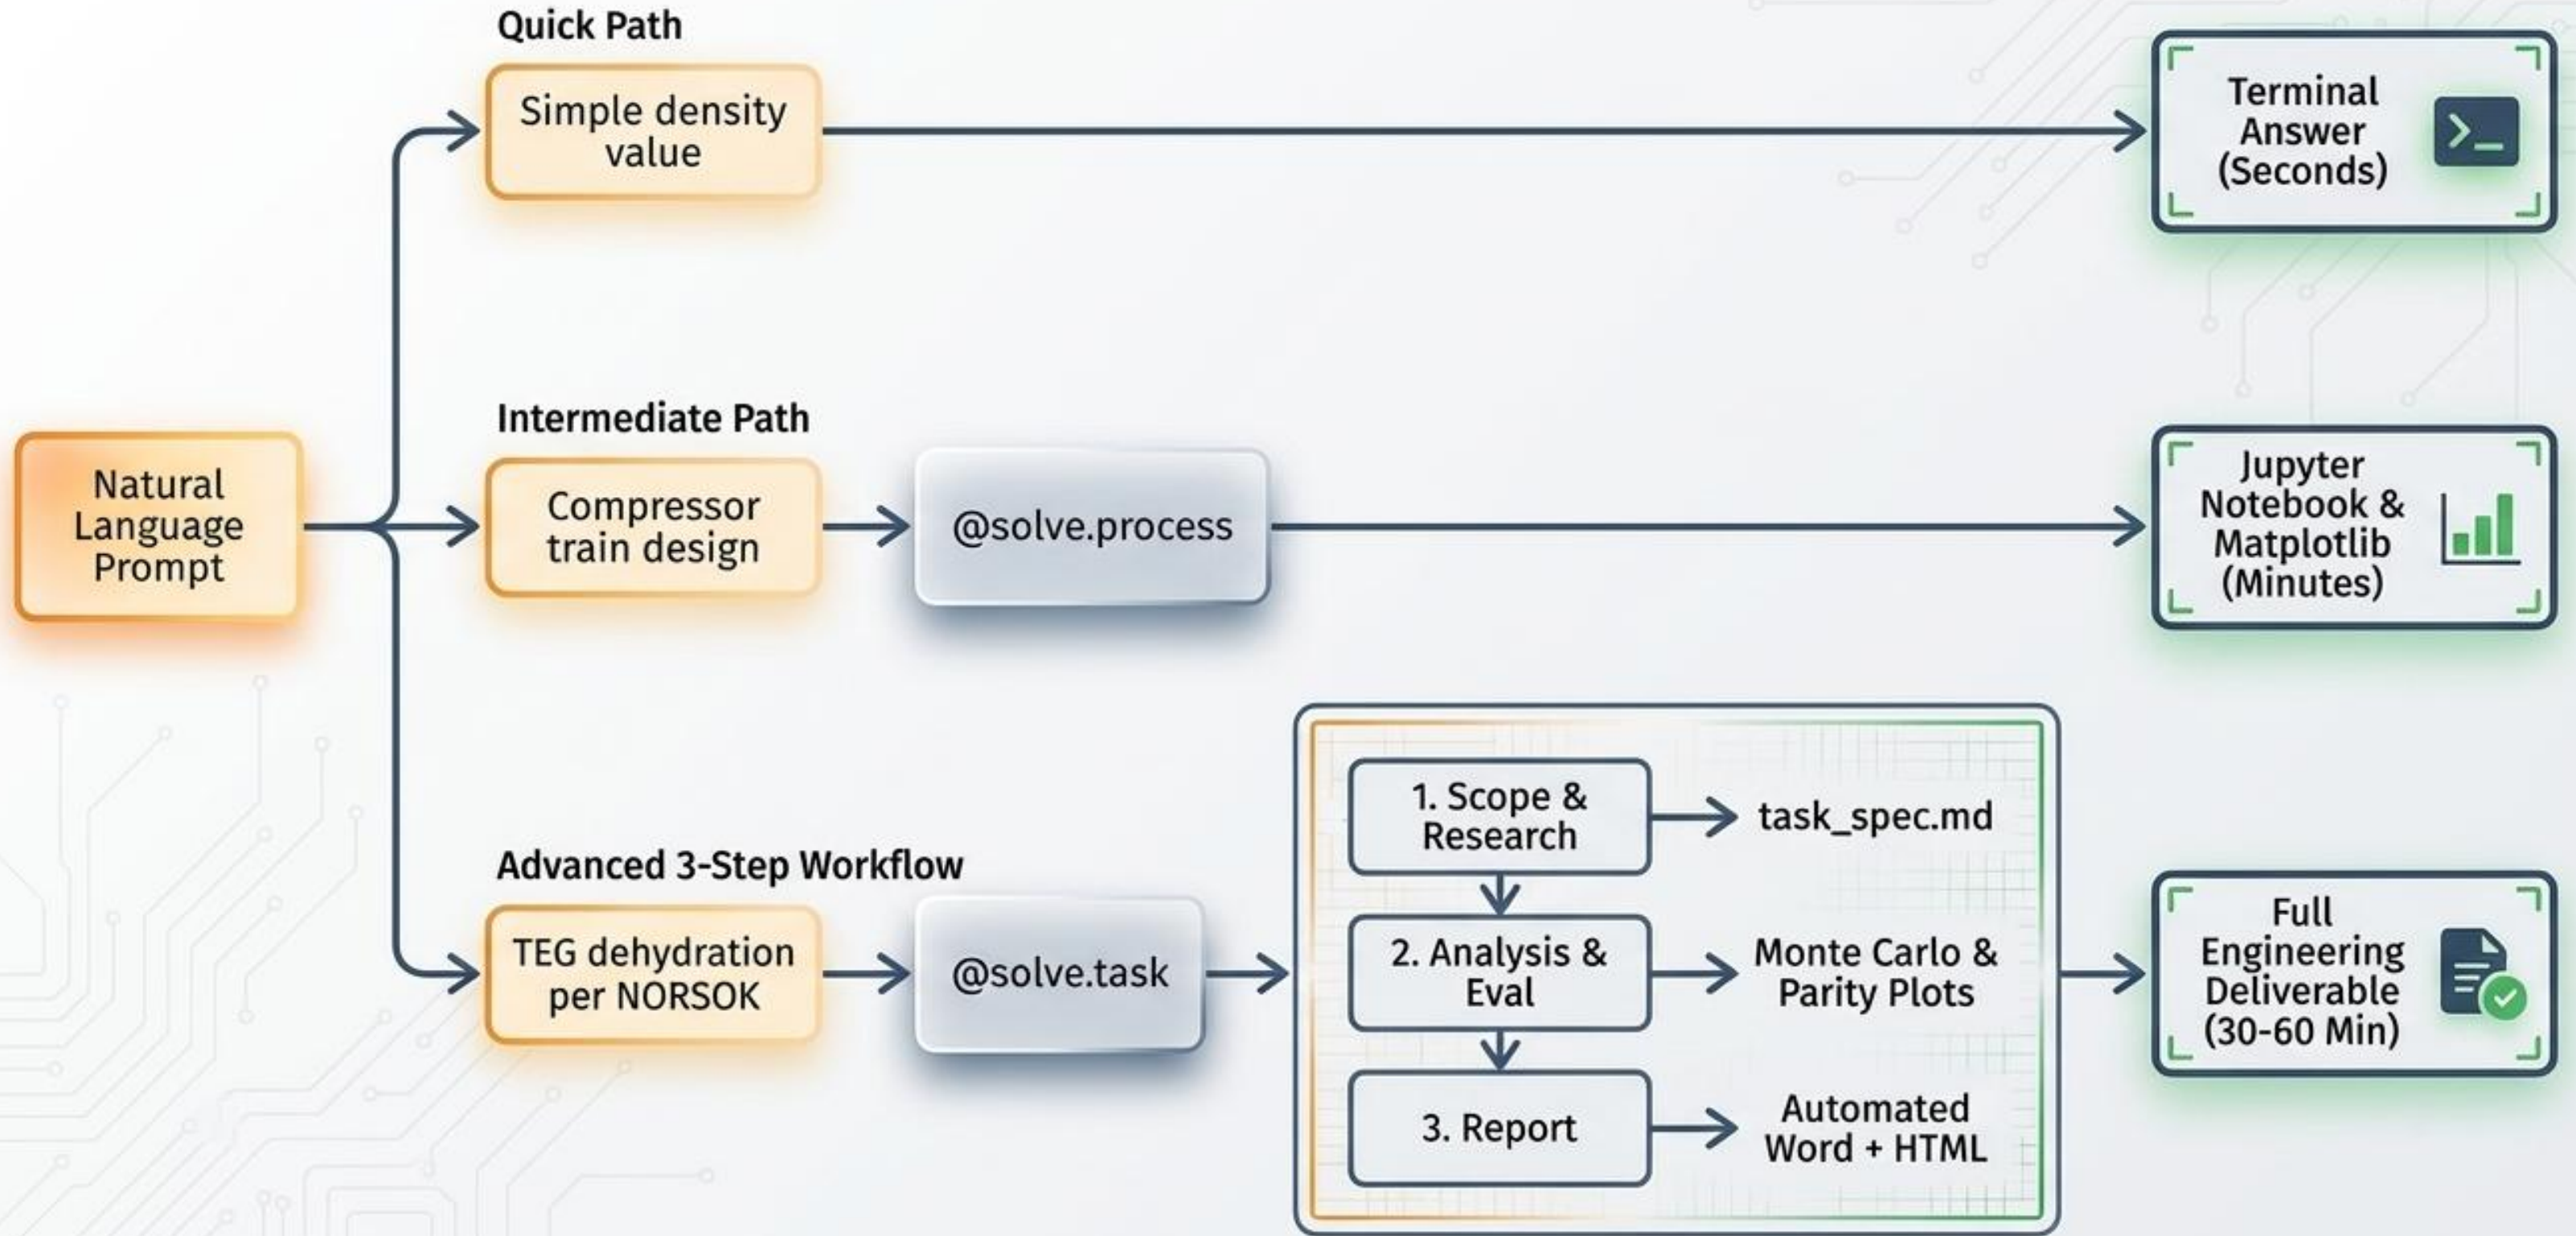 Quick Path
Simple density
value
Terminal
Answer
(Seconds)
>_
Natural
Language
Prompt
Intermediate Path
Compressor
train design
@solve.process
Jupyter
Notebook &
Matplotlib
(Minutes)
Advanced 3-Step Workflow
TEG dehydration
per NORSOK
@solve.task
1. Scope &
Research
task_spec.md
2. Analysis &
Eval
Monte Carlo &
Parity Plots
3. Report
Automated
Word + HTML
Full
Engineering
Deliverable
(30-60 Min)